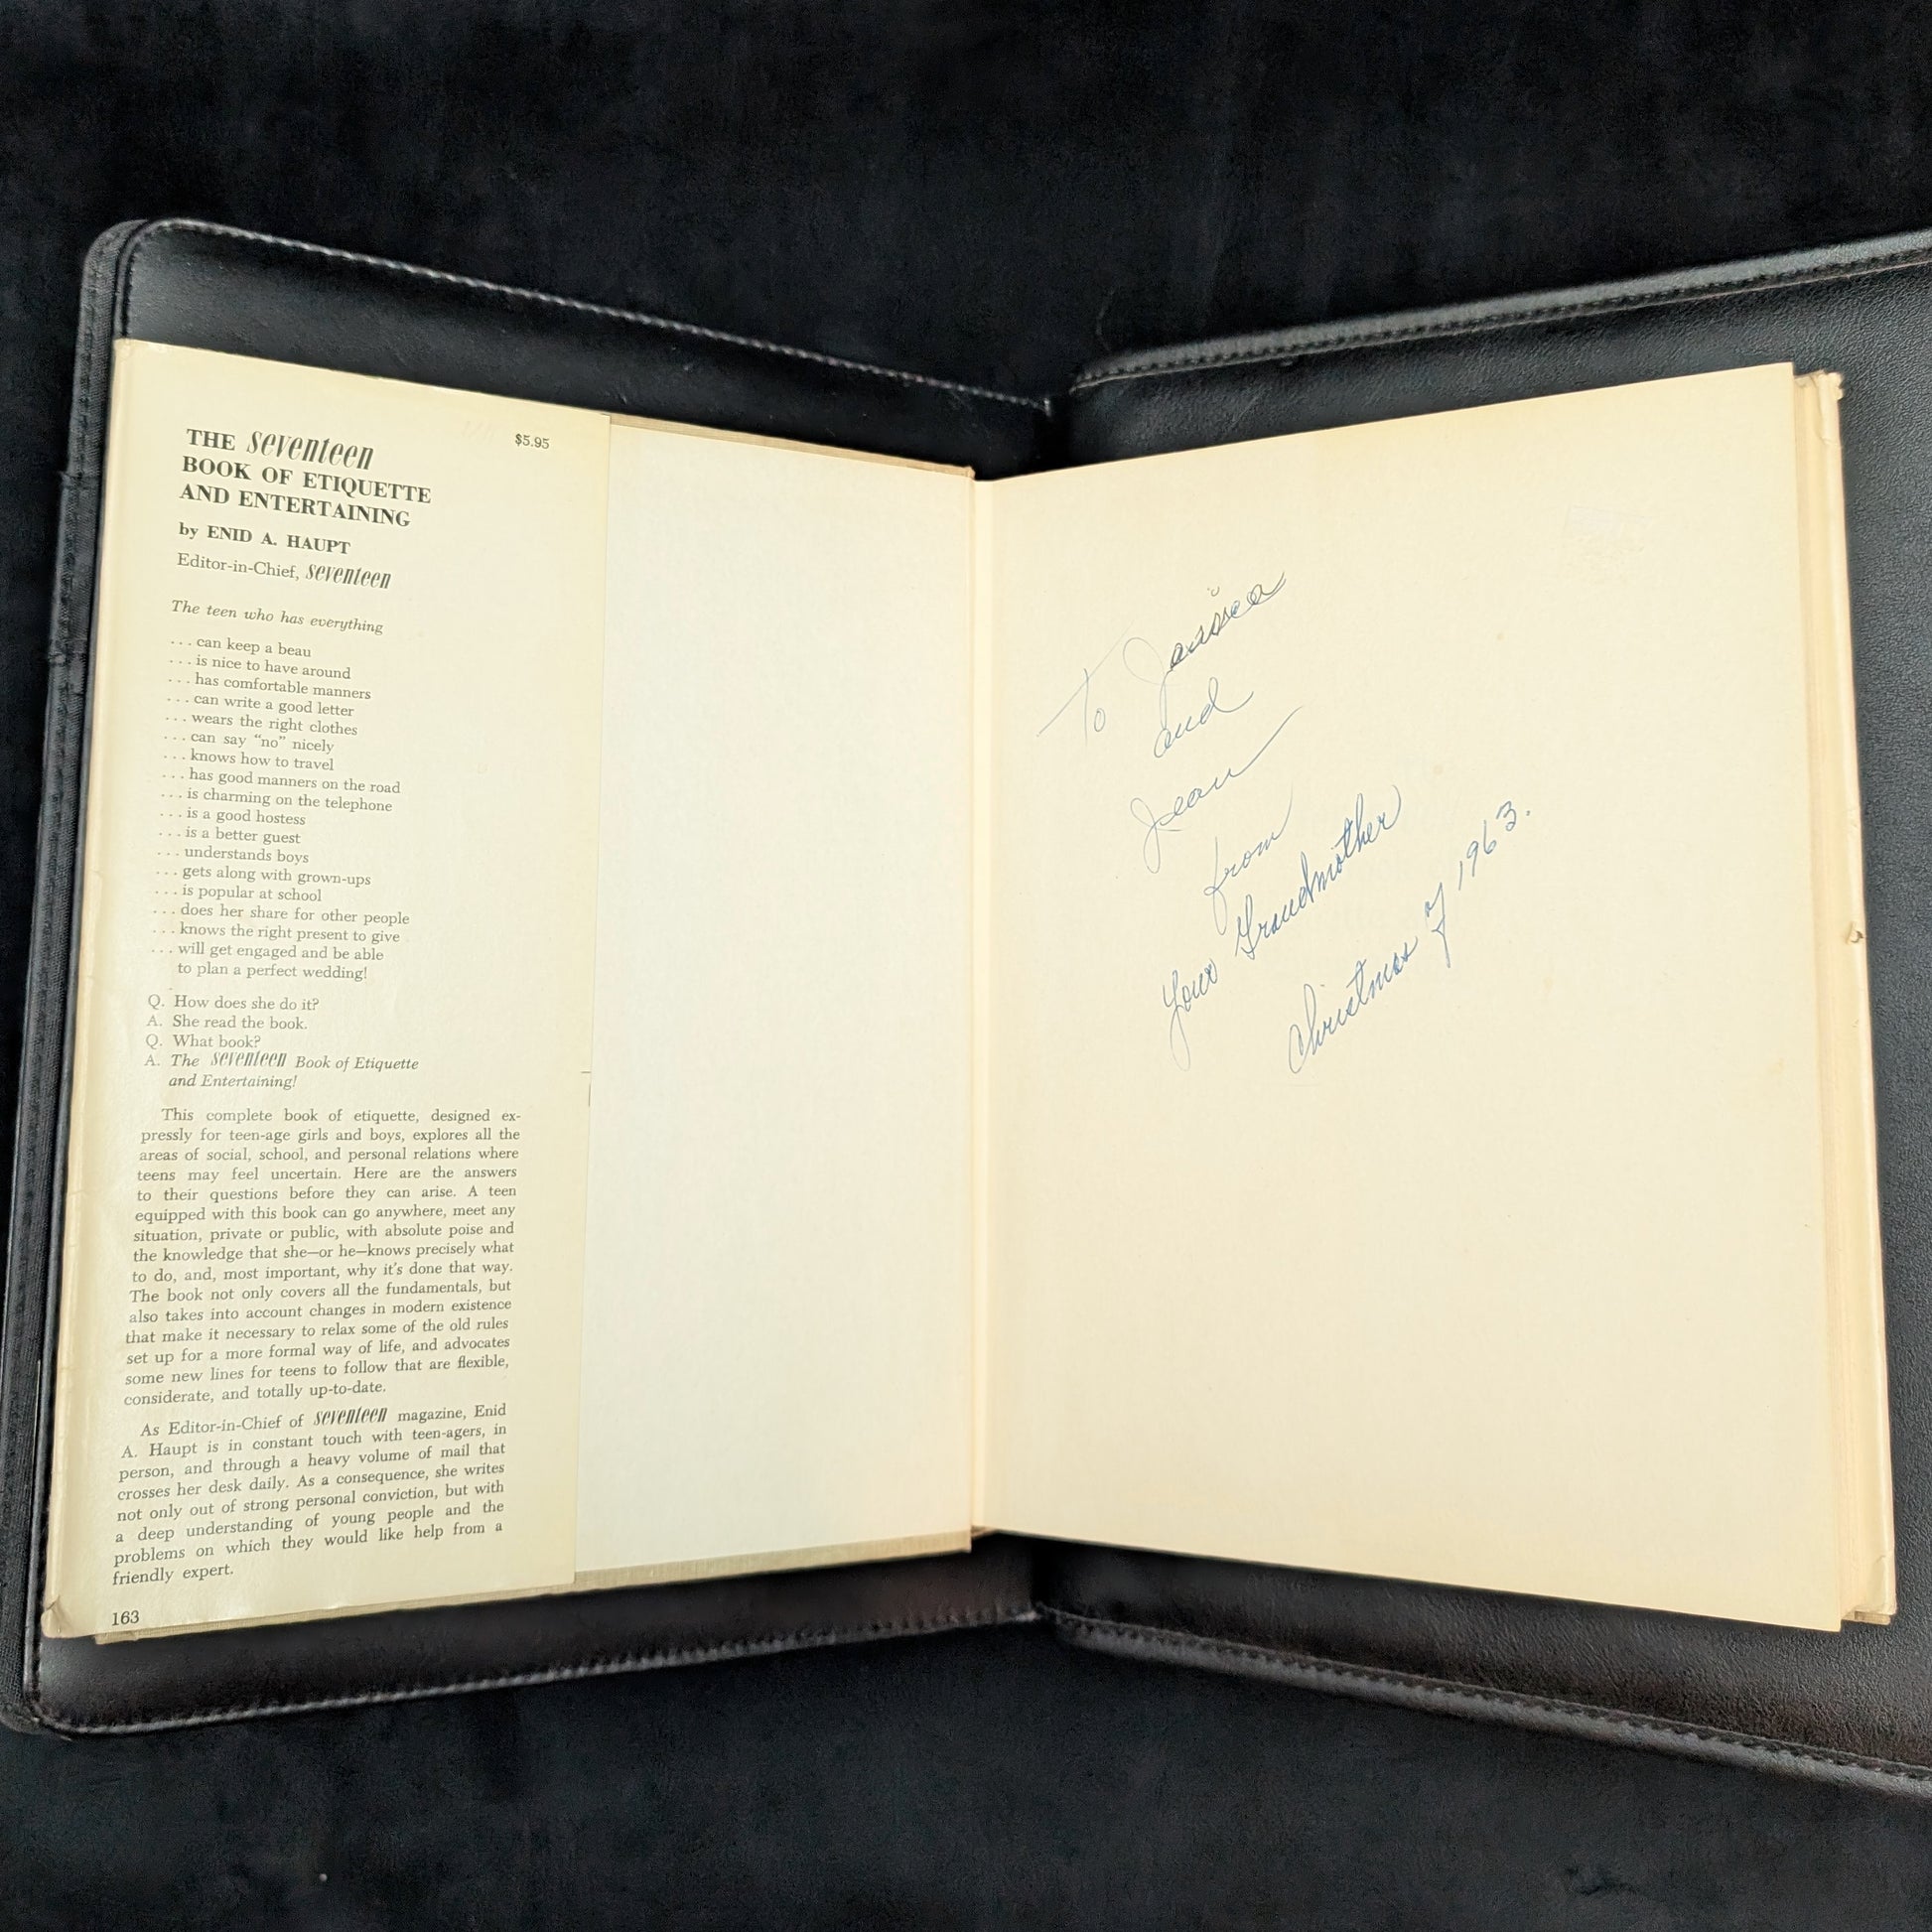 THE seventeen
BOOK OF ETIQUETTE
AND ENTERTAINING
$5.95
by ENID A. HAUPT
Editor-in-Chief, seventeen
The teen who has everything
. . . can keep a beau
. . . is nice to have around
. . . has comfortable manners
. . . can write a good letter
. . . wears the right clothes
. . . can say “no” nicely
. . . knows how to travel
. . . has good manners on the road
. . . is charming on the telephone
. . . is a good hostess
. . . is a better guest
. . . understands boys
. . . gets along with grown-ups
. . . is popular at school
. . . does her share for other people
. . . knows the right present to give
. . . will get engaged and be able
to plan a perfect wedding!
Q. How does she do it?
A. She read the book.
Q. What book?
A. The seventeen Book of Etiquette
and Entertaining!
This complete book of etiquette, designed ex-
pressly for teen-age girls and boys, explores all the
areas of social, school, and personal relations where
teens may feel uncertain. Here are the answers
to their questions before they can arise. A teen
equipped with this book can go anywhere, meet any
situation, private or public, with absolute poise and
the knowledge that she—or he—knows precisely what
to do, and, most important, why it’s done that way.
The book not only covers all the fundamentals, but
also takes into account changes in modern existence
that make it necessary to relax some of the old rules
set up for a more formal way of life, and advocates
some new lines for teens to follow that are flexible,
considerate, and totally up-to-date.
As Editor-in-Chief of seventeen magazine, Enid
A. Haupt is in constant touch with teen-agers, in
person, and through a heavy volume of mail that
crosses her desk daily. As a consequence, she writes
not only out of strong personal conviction, but with
a deep understanding of young people and the
problems on which they would like help from a
friendly expert.
163
To
and
Jean
from
Your Grandmother
Christmas of 1963.